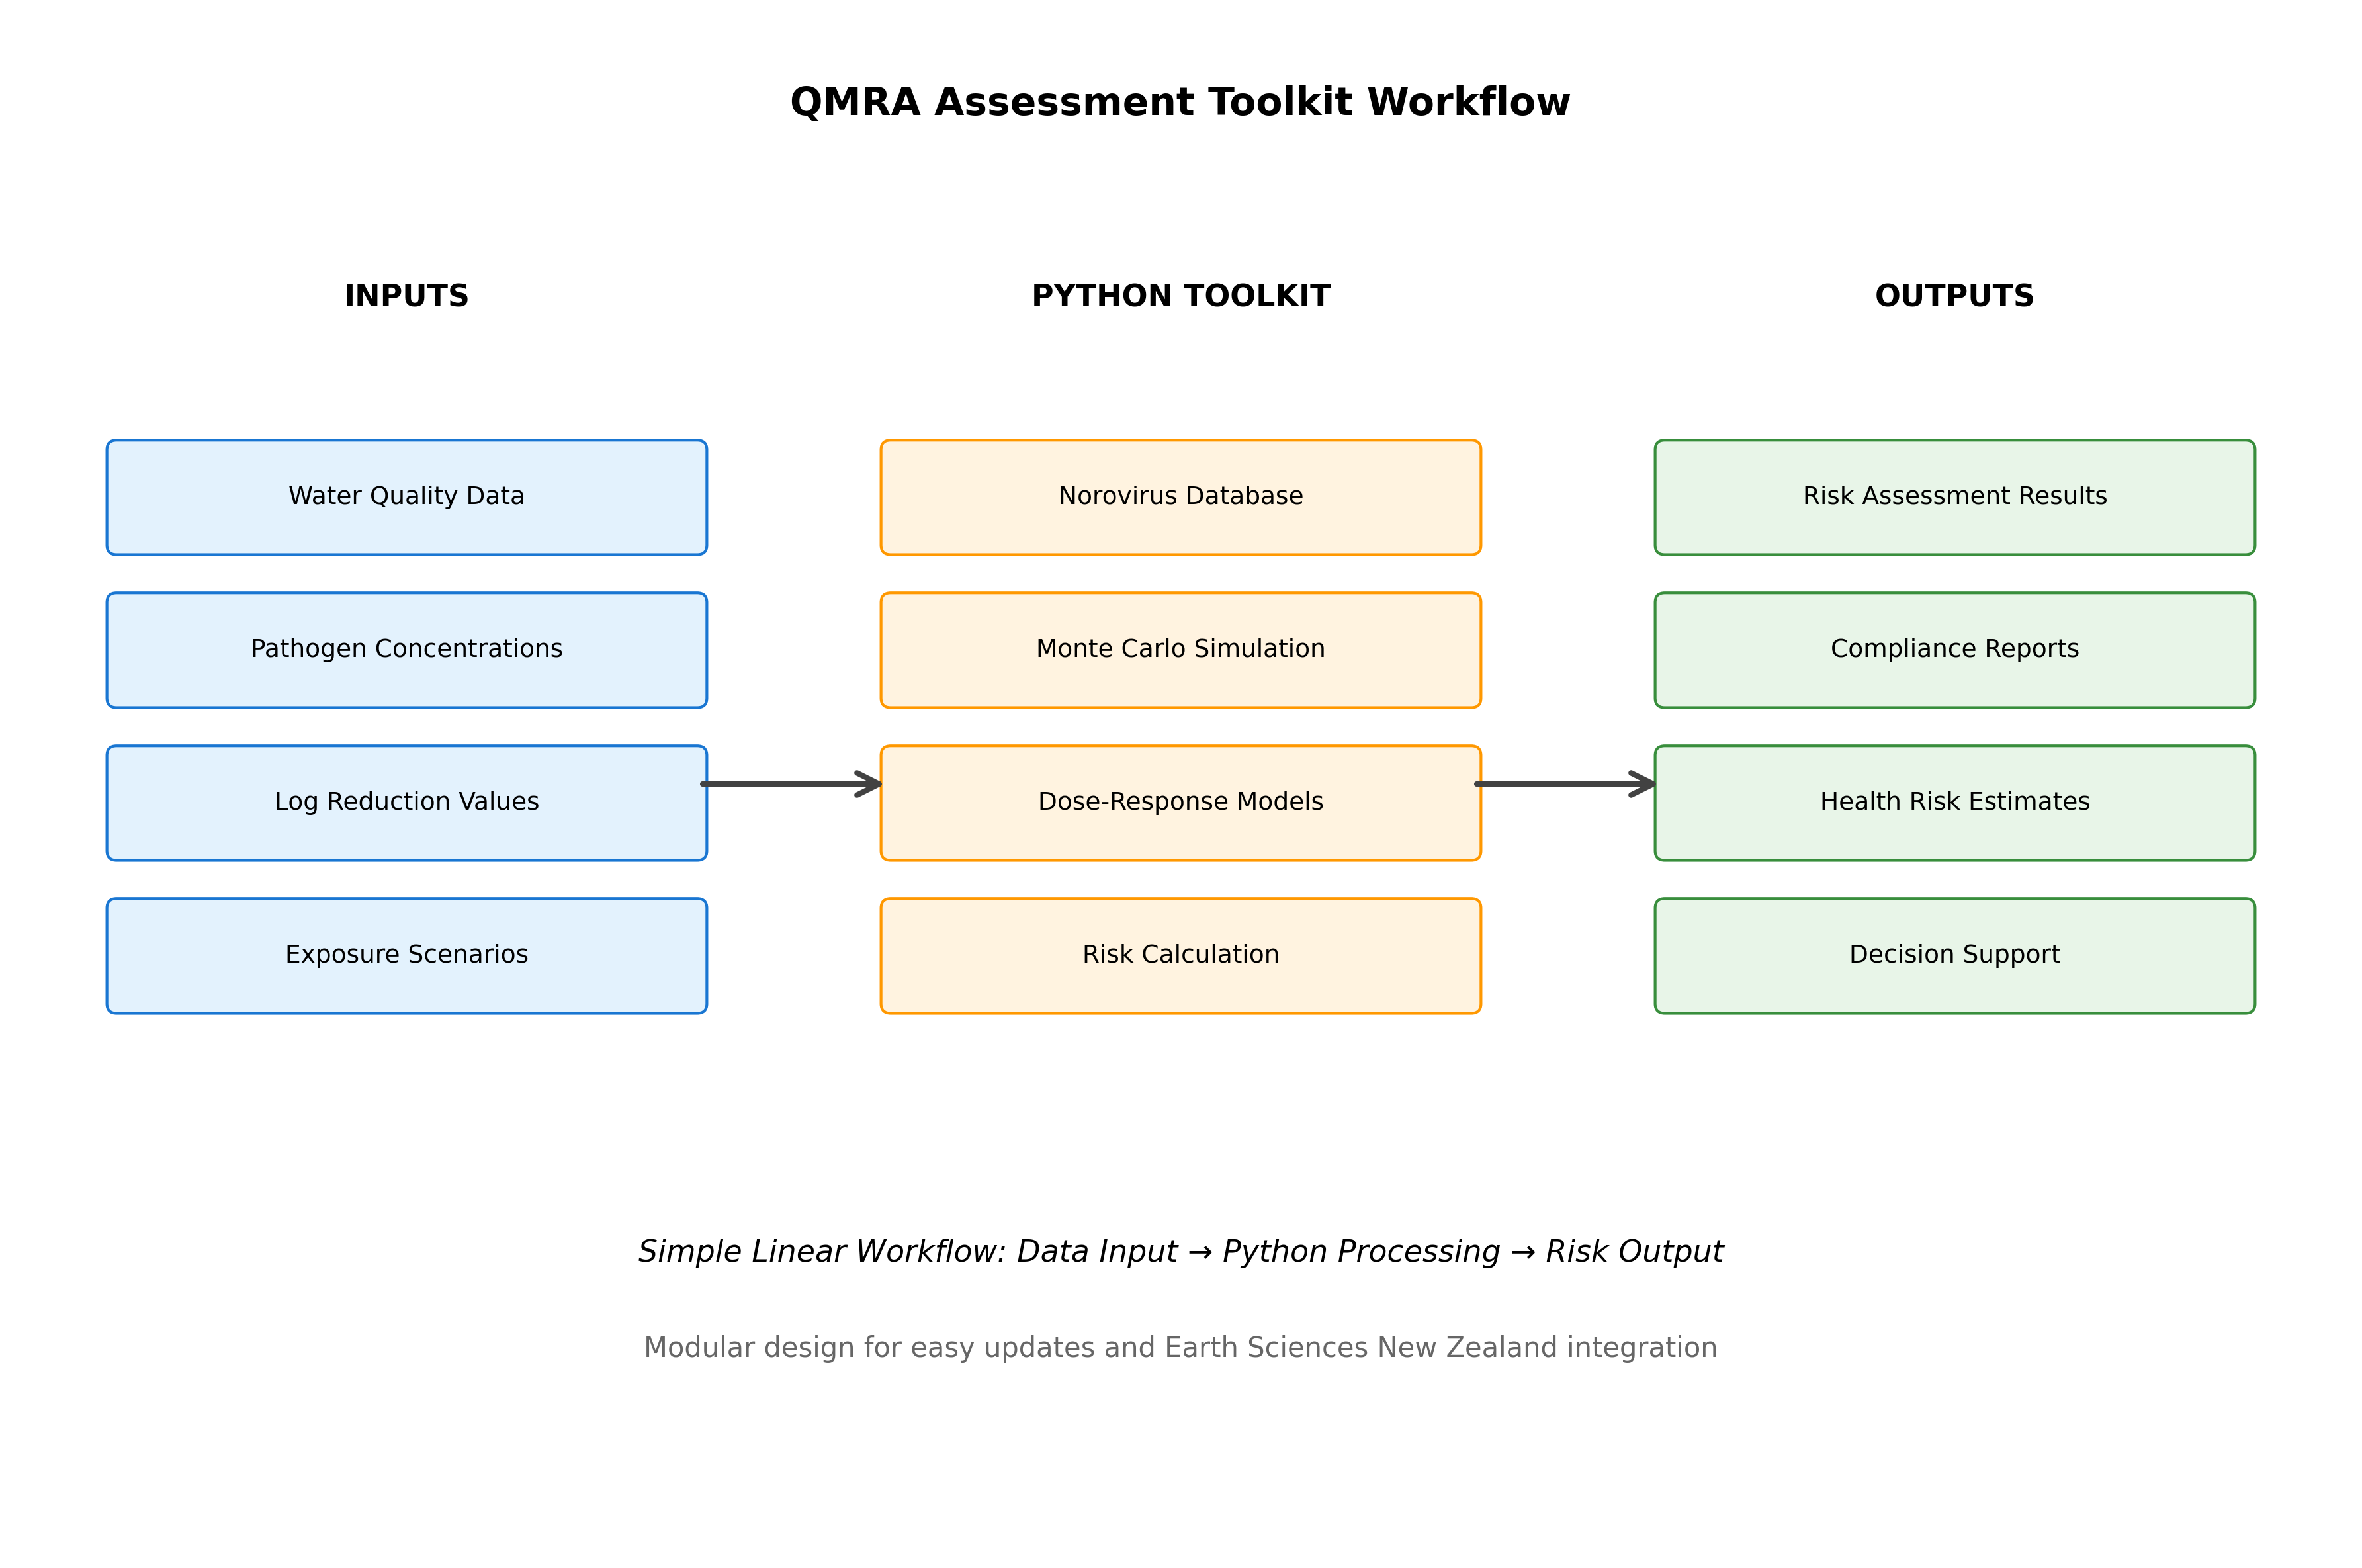 QMRA Assessment Toolkit Workflow
INPUTS
PYTHON TOOLKIT
OUTPUTS
Water Quality Data
Norovirus Database
Risk Assessment Results
Pathogen Concentrations
Monte Carlo Simulation
Compliance Reports
Log Reduction Values
Dose-Response Models
Health Risk Estimates
Exposure Scenarios
Risk Calculation
Decision Support
Simple Linear Workflow: Data Input → Python Processing → Risk Output
Modular design for easy updates and Earth Sciences New Zealand integration